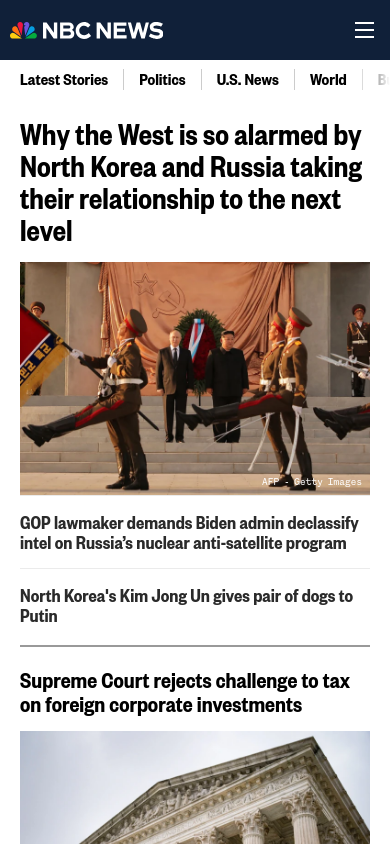 NBC NEWS
Latest Stories
Politics
U.S. News
World
Why the West is so alarmed by
North Korea and Russia taking
their relationship to the next
level
AFP - Getty Images
GOP lawmaker demands Biden admin declassify
intel on Russia’s nuclear anti-satellite program
North Korea's Kim Jong Un gives pair of dogs to
Putin
Supreme Court rejects challenge to tax
on foreign corporate investments